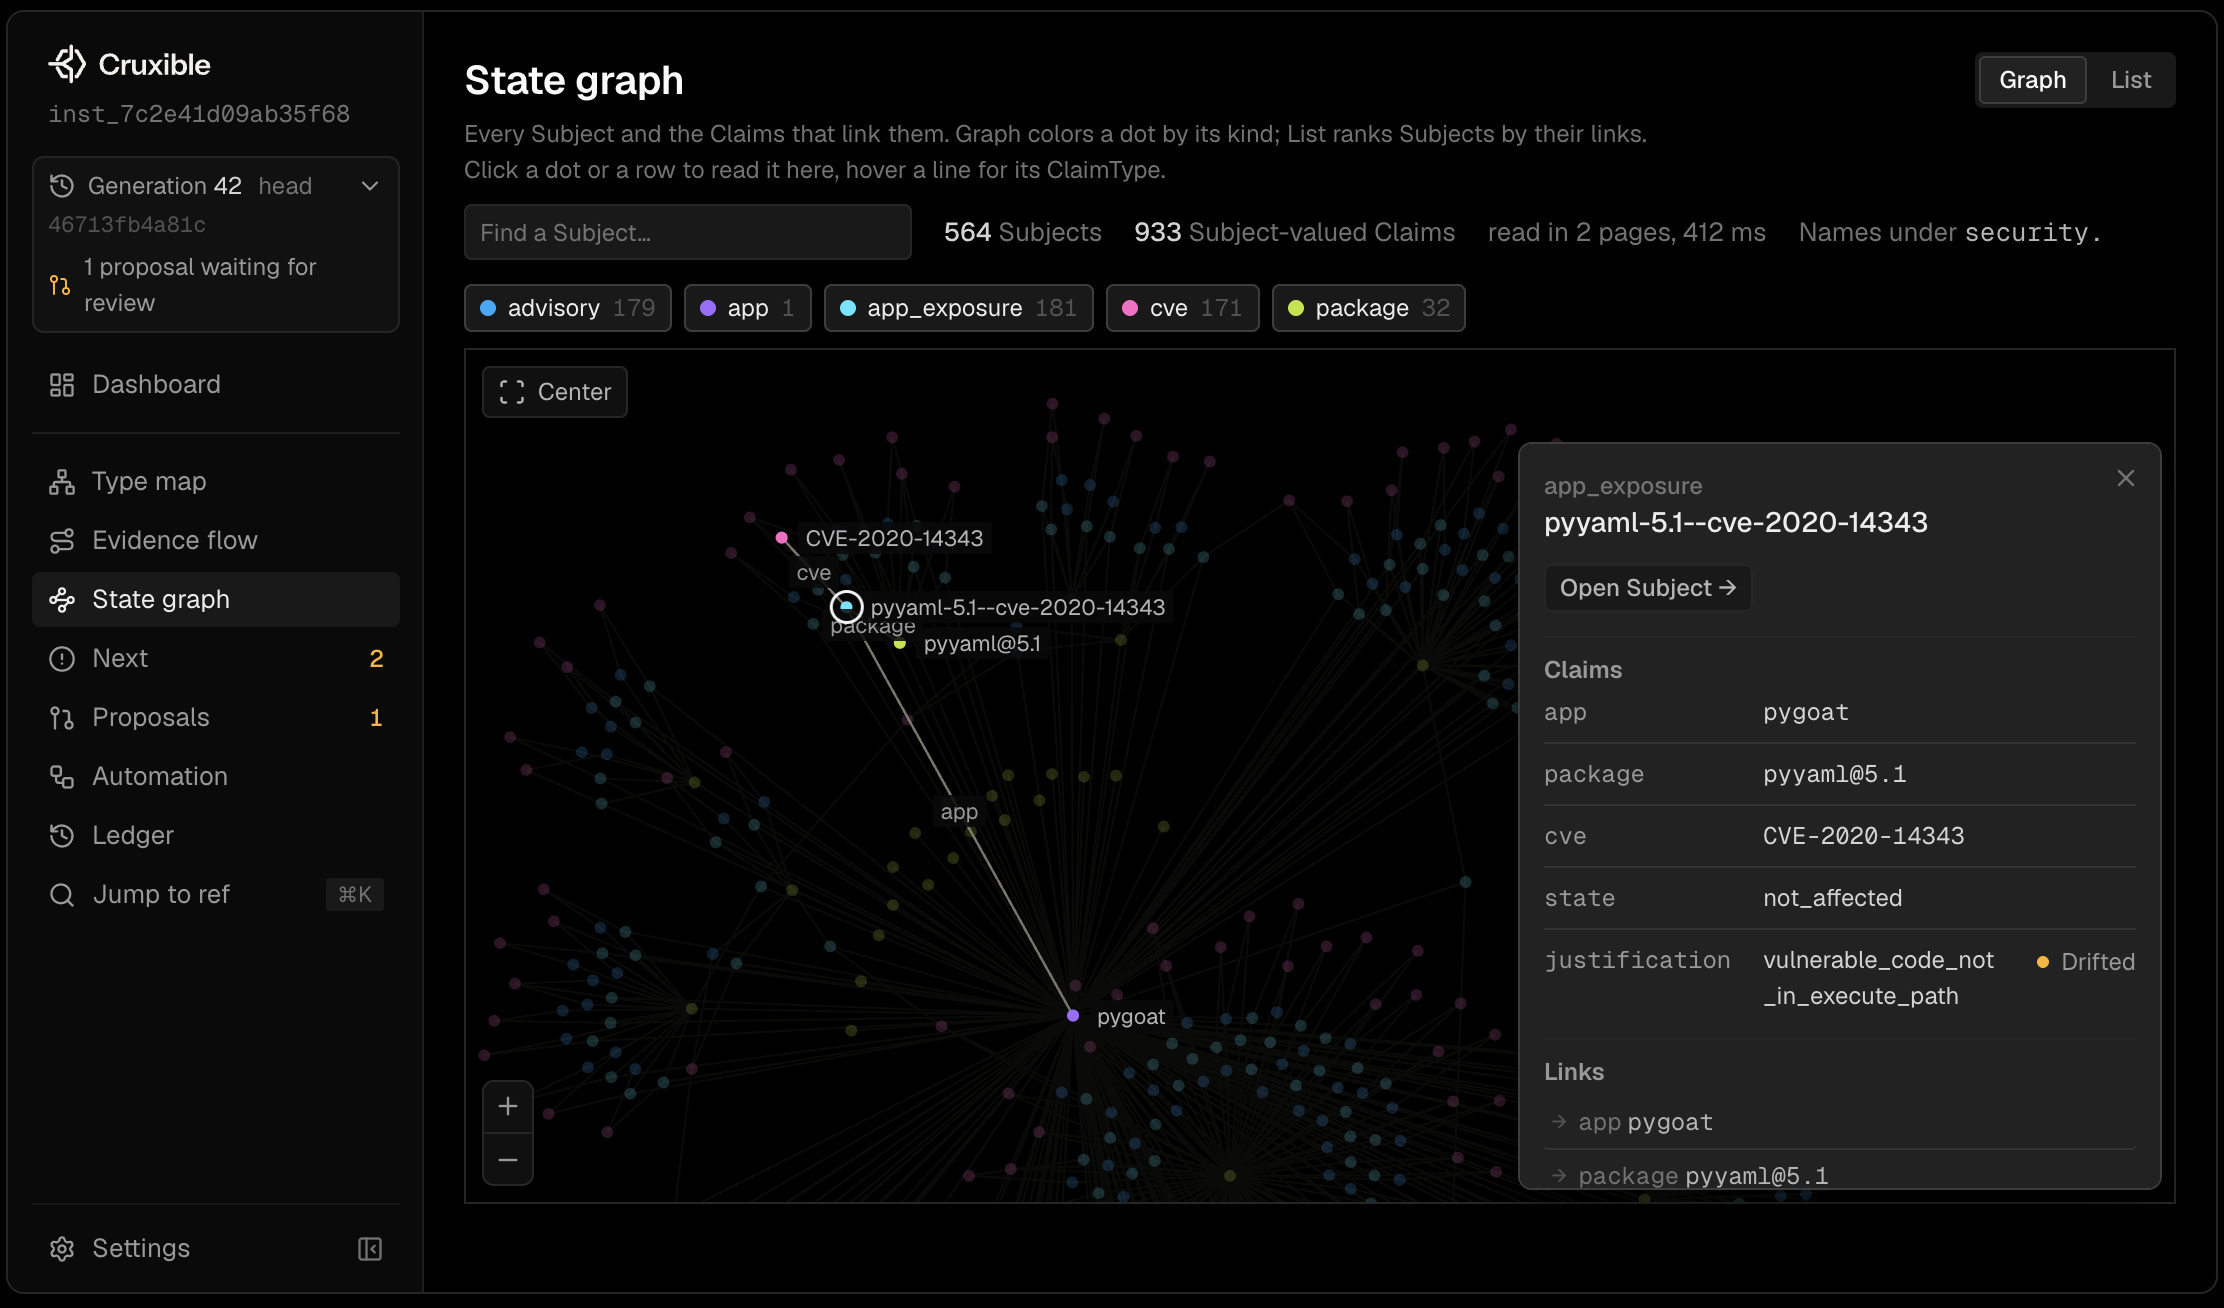 Cruxible
inst_7c2e41d09ab35f68
Generation 42 head
46713fb4a81c
1 proposal waiting for
review
Dashboard
Type map
Evidence flow
State graph
Next 2
Proposals 1
Automation
Ledger
Jump to ref ⌘K
Settings
State graph
Graph List
Every Subject and the Claims that link them. Graph colors a dot by its kind; List ranks Subjects by their links.
Click a dot or a row to read it here, hover a line for its ClaimType.
Find a Subject… 564 Subjects 933 Subject-valued Claims read in 2 pages, 412 ms Names under security.
advisory 179 app 1 app_exposure 181 cve 171 package 32
Center
CVE-2020-14343
cve
pyyaml-5.1--cve-2020-14343
package
pyyaml@5.1
app
pygoat
app_exposure
pyyaml-5.1--cve-2020-14343
Open Subject →
Claims
app pygoat
package pyyaml@5.1
cve CVE-2020-14343
state not_affected
justification vulnerable_code_not Drifted
_in_execute_path
Links
→ app pygoat
→ package pyyaml@5.1